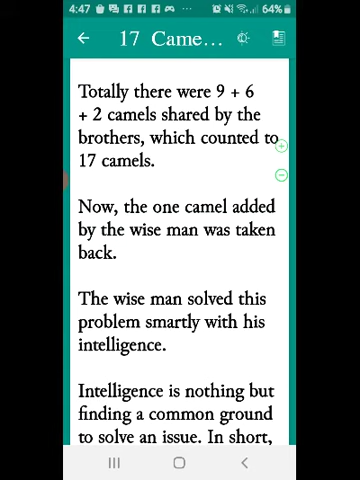 4:47
64%
17 Came...
Totally there were 9 + 6
+ 2 camels shared by the
brothers, which counted to
17 camels.
Now, the one camel added
by the wise man was taken
back.
The wise man solved this
problem smartly with his
intelligence.
Intelligence is nothing but
finding a common ground
to solve an issue. In short,